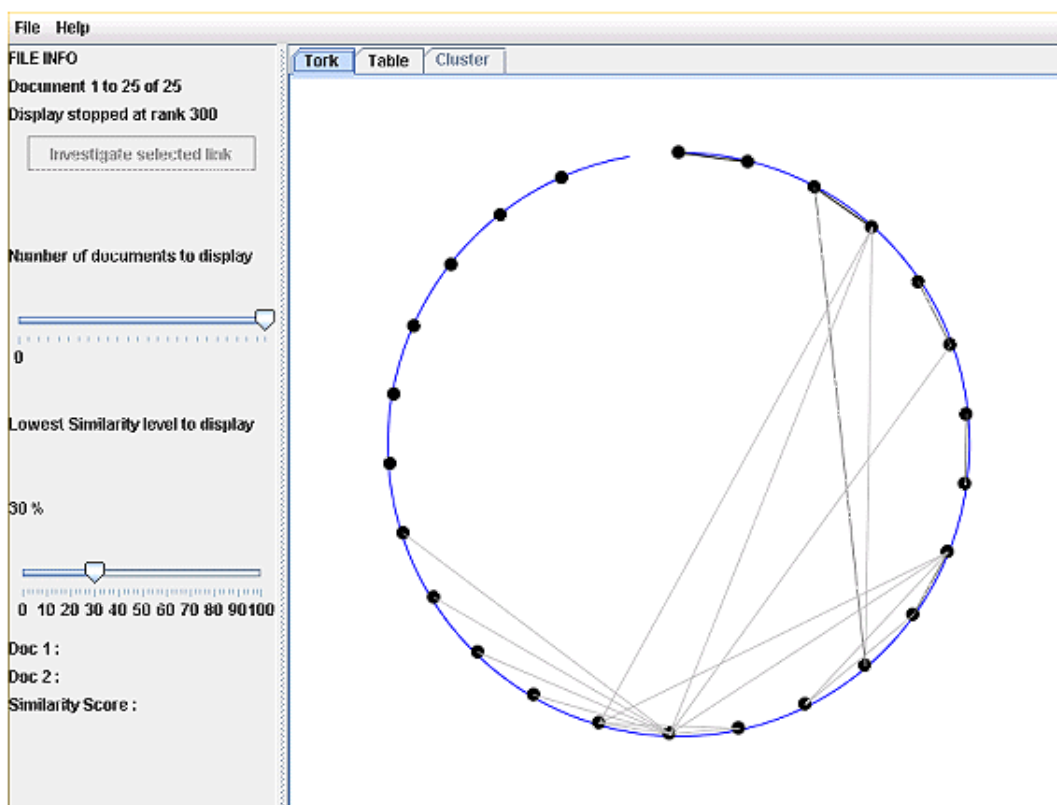 File Help
FILE INFO
Document 1 to 25 of 25
Display stopped at rank 300
Investigate selected link
Number of documents to display
0
Lowest Similarity level to display
30 %
0 10 20 30 40 50 60 70 80 90100
Doc 1 :
Doc 2 :
Similarity Score :
Tork Table Cluster